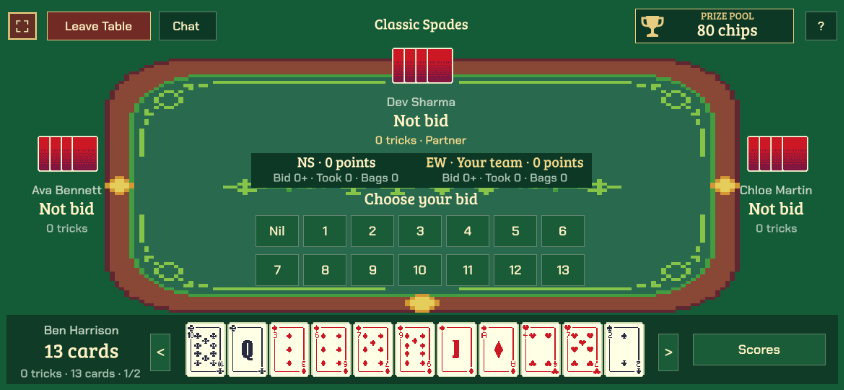 Leave Table
Chat
Classic Spades
PRIZE POOL
80 chips
?
Dev Sharma
Not bid
0 tricks · Partner
Ava Bennett
Not bid
0 tricks
Chloe Martin
Not bid
0 tricks
NS · 0 points
Bid 0+ · Took 0 · Bags 0
EW · Your team · 0 points
Bid 0+ · Took 0 · Bags 0
Choose your bid
Nil 1 2 3 4 5 6
7 8 9 10 11 12 13
Ben Harrison
13 cards
0 tricks · 13 cards · 1/2
<
Q
J
A
>
Scores